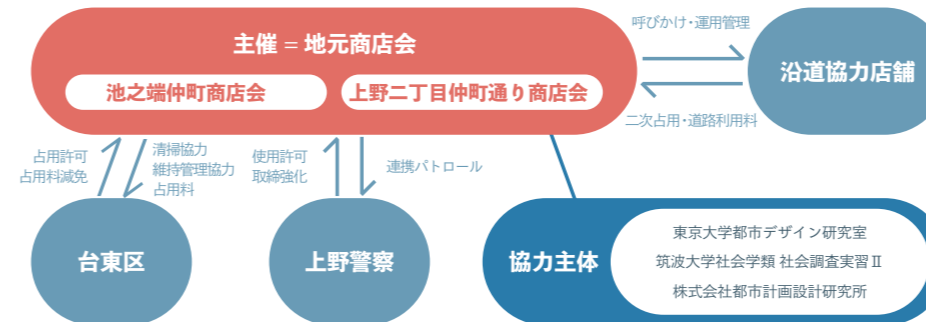 主催 = 地元商店会
池之端仲町商店会
上野二丁目仲町通り商店会
呼びかけ・運用管理
沿道協力店舗
二次占用・道路利用料
占用許可
占用料減免
清掃協力
維持管理協力
占用料
使用許可
取締強化
連携パトロール
台東区
上野警察
協力主体
東京大学都市デザイン研究室
筑波大学社会学類 社会調査実習Ⅱ
株式会社都市計画設計研究所